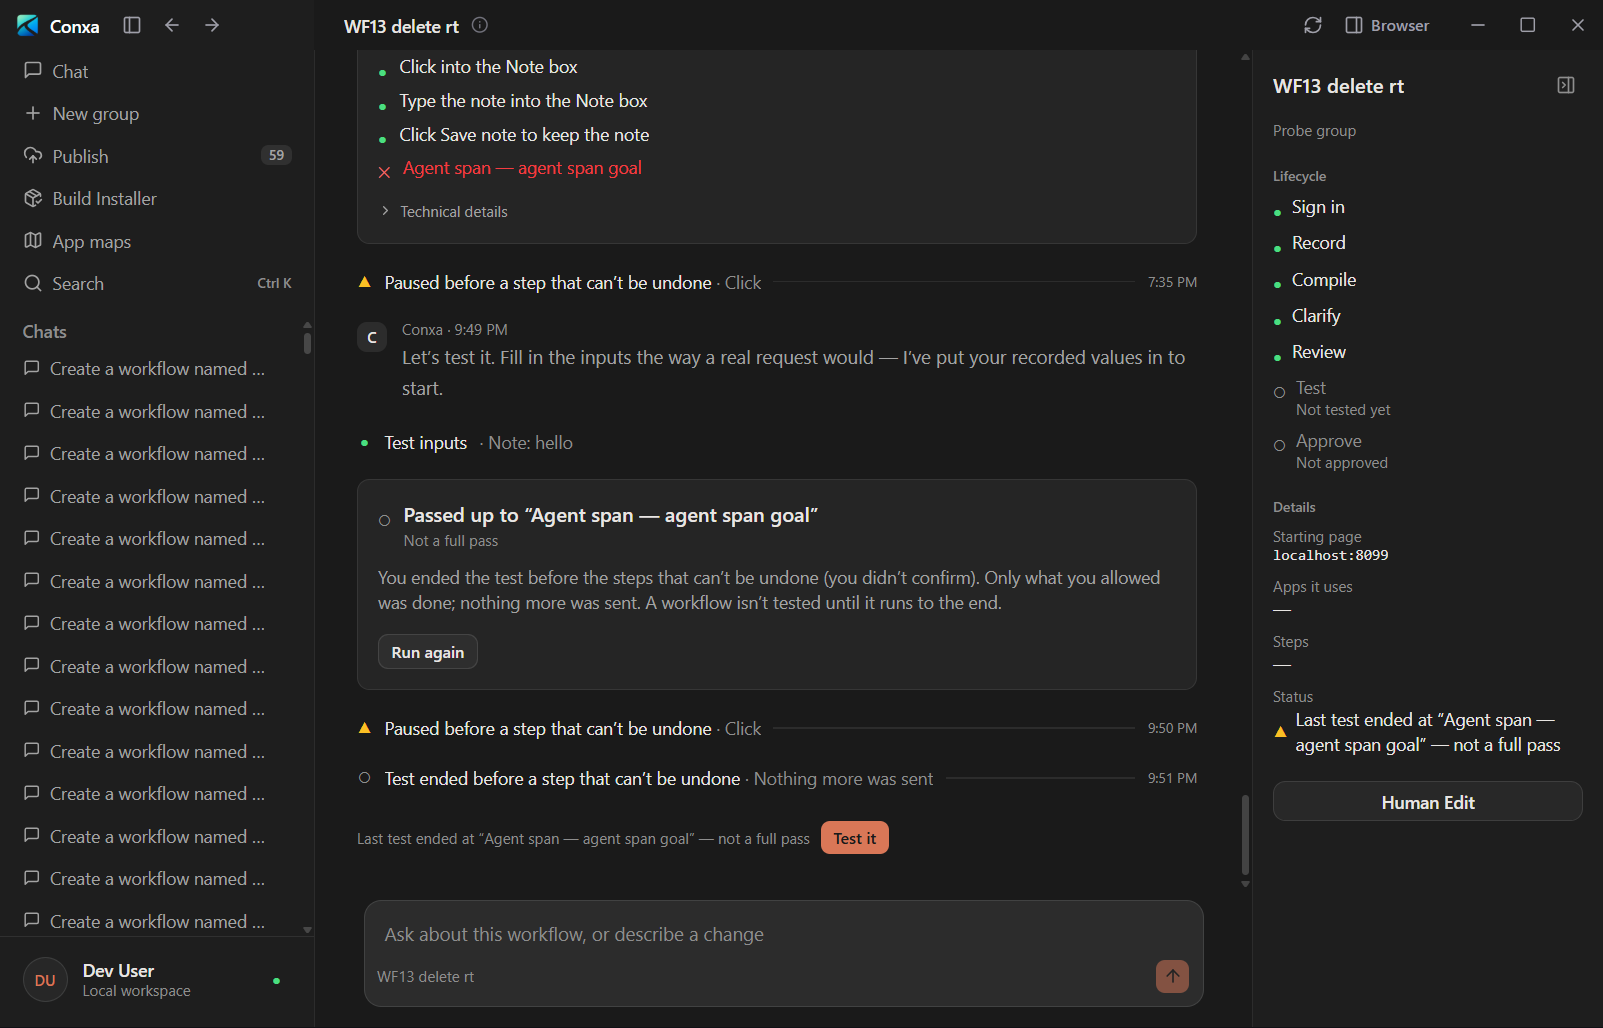 Conxa
WF13 delete rt
Browser
Chat
New group
Publish
59
Build Installer
App maps
Search
Ctrl K
Chats
Create a workflow named ...
Create a workflow named ...
Create a workflow named ...
Create a workflow named ...
Create a workflow named ...
Create a workflow named ...
Create a workflow named ...
Create a workflow named ...
Create a workflow named ...
Create a workflow named ...
Create a workflow named ...
Create a workflow named ...
Create a workflow named ...
Create a workflow named ...
DU
Dev User
Local workspace
Click into the Note box
Type the note into the Note box
Click Save note to keep the note
Agent span — agent span goal
Technical details
Paused before a step that can’t be undone · Click
7:35 PM
C
Conxa · 9:49 PM
Let’s test it. Fill in the inputs the way a real request would — I’ve put your recorded values in to
start.
Test inputs · Note: hello
Passed up to “Agent span — agent span goal”
Not a full pass
You ended the test before the steps that can’t be undone (you didn’t confirm). Only what you allowed
was done; nothing more was sent. A workflow isn’t tested until it runs to the end.
Run again
Paused before a step that can’t be undone · Click
9:50 PM
Test ended before a step that can’t be undone · Nothing more was sent
9:51 PM
Last test ended at “Agent span — agent span goal” — not a full pass
Test it
Ask about this workflow, or describe a change
WF13 delete rt
WF13 delete rt
Probe group
Lifecycle
Sign in
Record
Compile
Clarify
Review
Test
Not tested yet
Approve
Not approved
Details
Starting page
localhost:8099
Apps it uses
—
Steps
—
Status
Last test ended at “Agent span —
agent span goal” — not a full pass
Human Edit